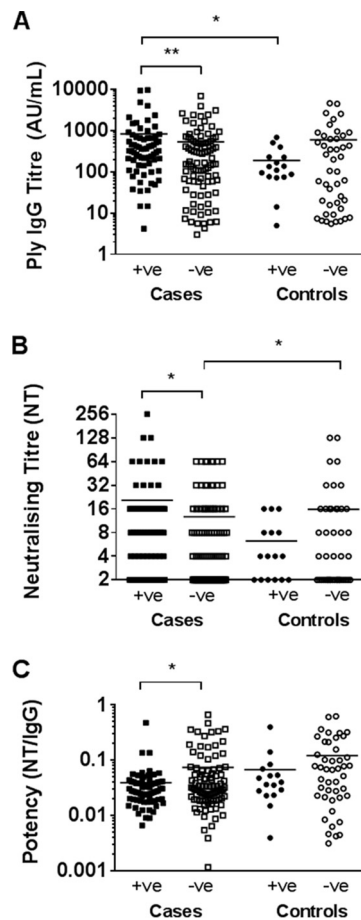 A
*
**
Ply IgG Titre (AU/mL)
10000
1000
100
10
1
+ve -ve +ve -ve
Cases Controls
B
*
*
Neutralising Titre (NT)
256
128
64
32
16
8
4
2
+ve -ve +ve -ve
Cases Controls
C
*
Potency (NT/IgG)
1
0.1
0.01
0.001
+ve -ve +ve -ve
Cases Controls